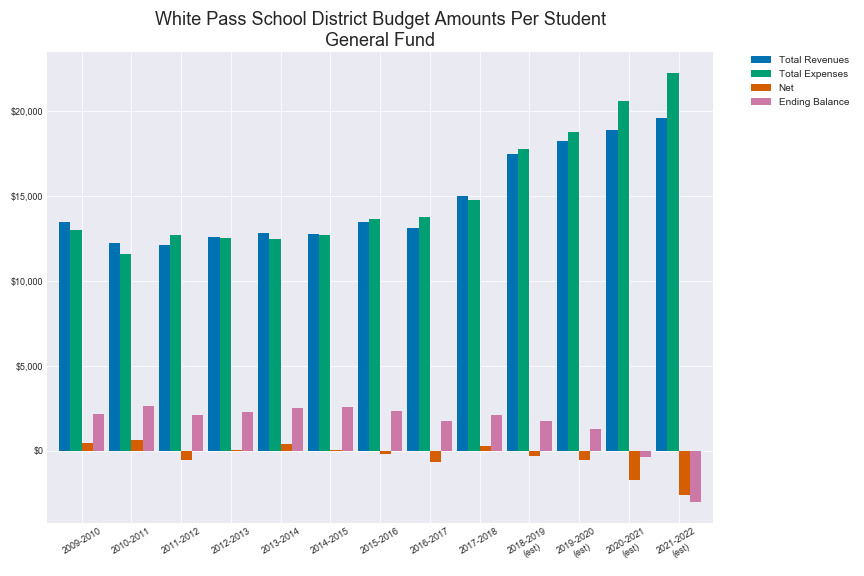 White Pass School District Budget Amounts Per Student
General Fund
Total Revenues
Total Expenses
Net
Ending Balance
$20,000
$15,000
$10,000
$5,000
$0
2009-2010
2010-2011
2011-2012
2012-2013
2013-2014
2014-2015
2015-2016
2016-2017
2017-2018
2018-2019
(est)
2019-2020
(est)
2020-2021
(est)
2021-2022
(est)